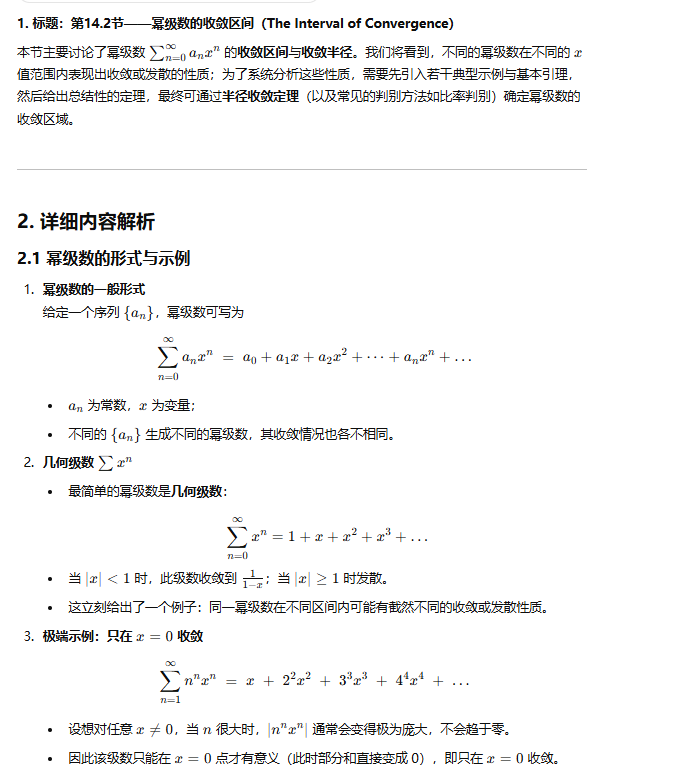 1. 标题：第14.2节——幂级数的收敛区间（The Interval of Convergence）
本节主要讨论了幂级数 $\sum_{n=0}^{\infty} a_n x^n$ 的收敛区间与收敛半径。我们将看到，不同的幂级数在不同的 $x$
值范围内表现出收敛或发散的性质；为了系统分析这些性质，需要先引入若干典型示例与基本引理，
然后给出总结性的定理，最终可通过半径收敛定理（以及常见的判别方法如比率判别）确定幂级数的
收敛区域。
2. 详细内容解析
2.1 幂级数的形式与示例
1. 幂级数的一般形式
给定一个序列 $\{a_n\}$，幂级数可写为
$\sum_{n=0}^{\infty} a_n x^n = a_0 + a_1 x + a_2 x^2 + \cdots + a_n x^n + \ldots$
• $a_n$ 为常数，$x$ 为变量；
• 不同的 $\{a_n\}$ 生成不同的幂级数，其收敛情况也各不相同。
2. 几何级数 $\sum x^n$
• 最简单的幂级数是几何级数：
$\sum_{n=0}^{\infty} x^n = 1 + x + x^2 + x^3 + \ldots$
• 当 $|x| < 1$ 时，此级数收敛到 $\frac{1}{1-x}$；当 $|x| \geq 1$ 时发散。
• 这立刻给出了一个例子：同一幂级数在不同区间内可能有截然不同的收敛或发散性质。
3. 极端示例：只在 $x = 0$ 收敛
$\sum_{n=1}^{\infty} n^n x^n = x + 2^2 x^2 + 3^3 x^3 + 4^4 x^4 + \ldots$
• 设想对任意 $x \neq 0$，当 $n$ 很大时，$|n^n x^n|$ 通常会变得极为庞大，不会趋于零。
• 因此该级数只能在 $x = 0$ 点才有意义（此时部分和直接变成 0），即只在 $x = 0$ 收敛。